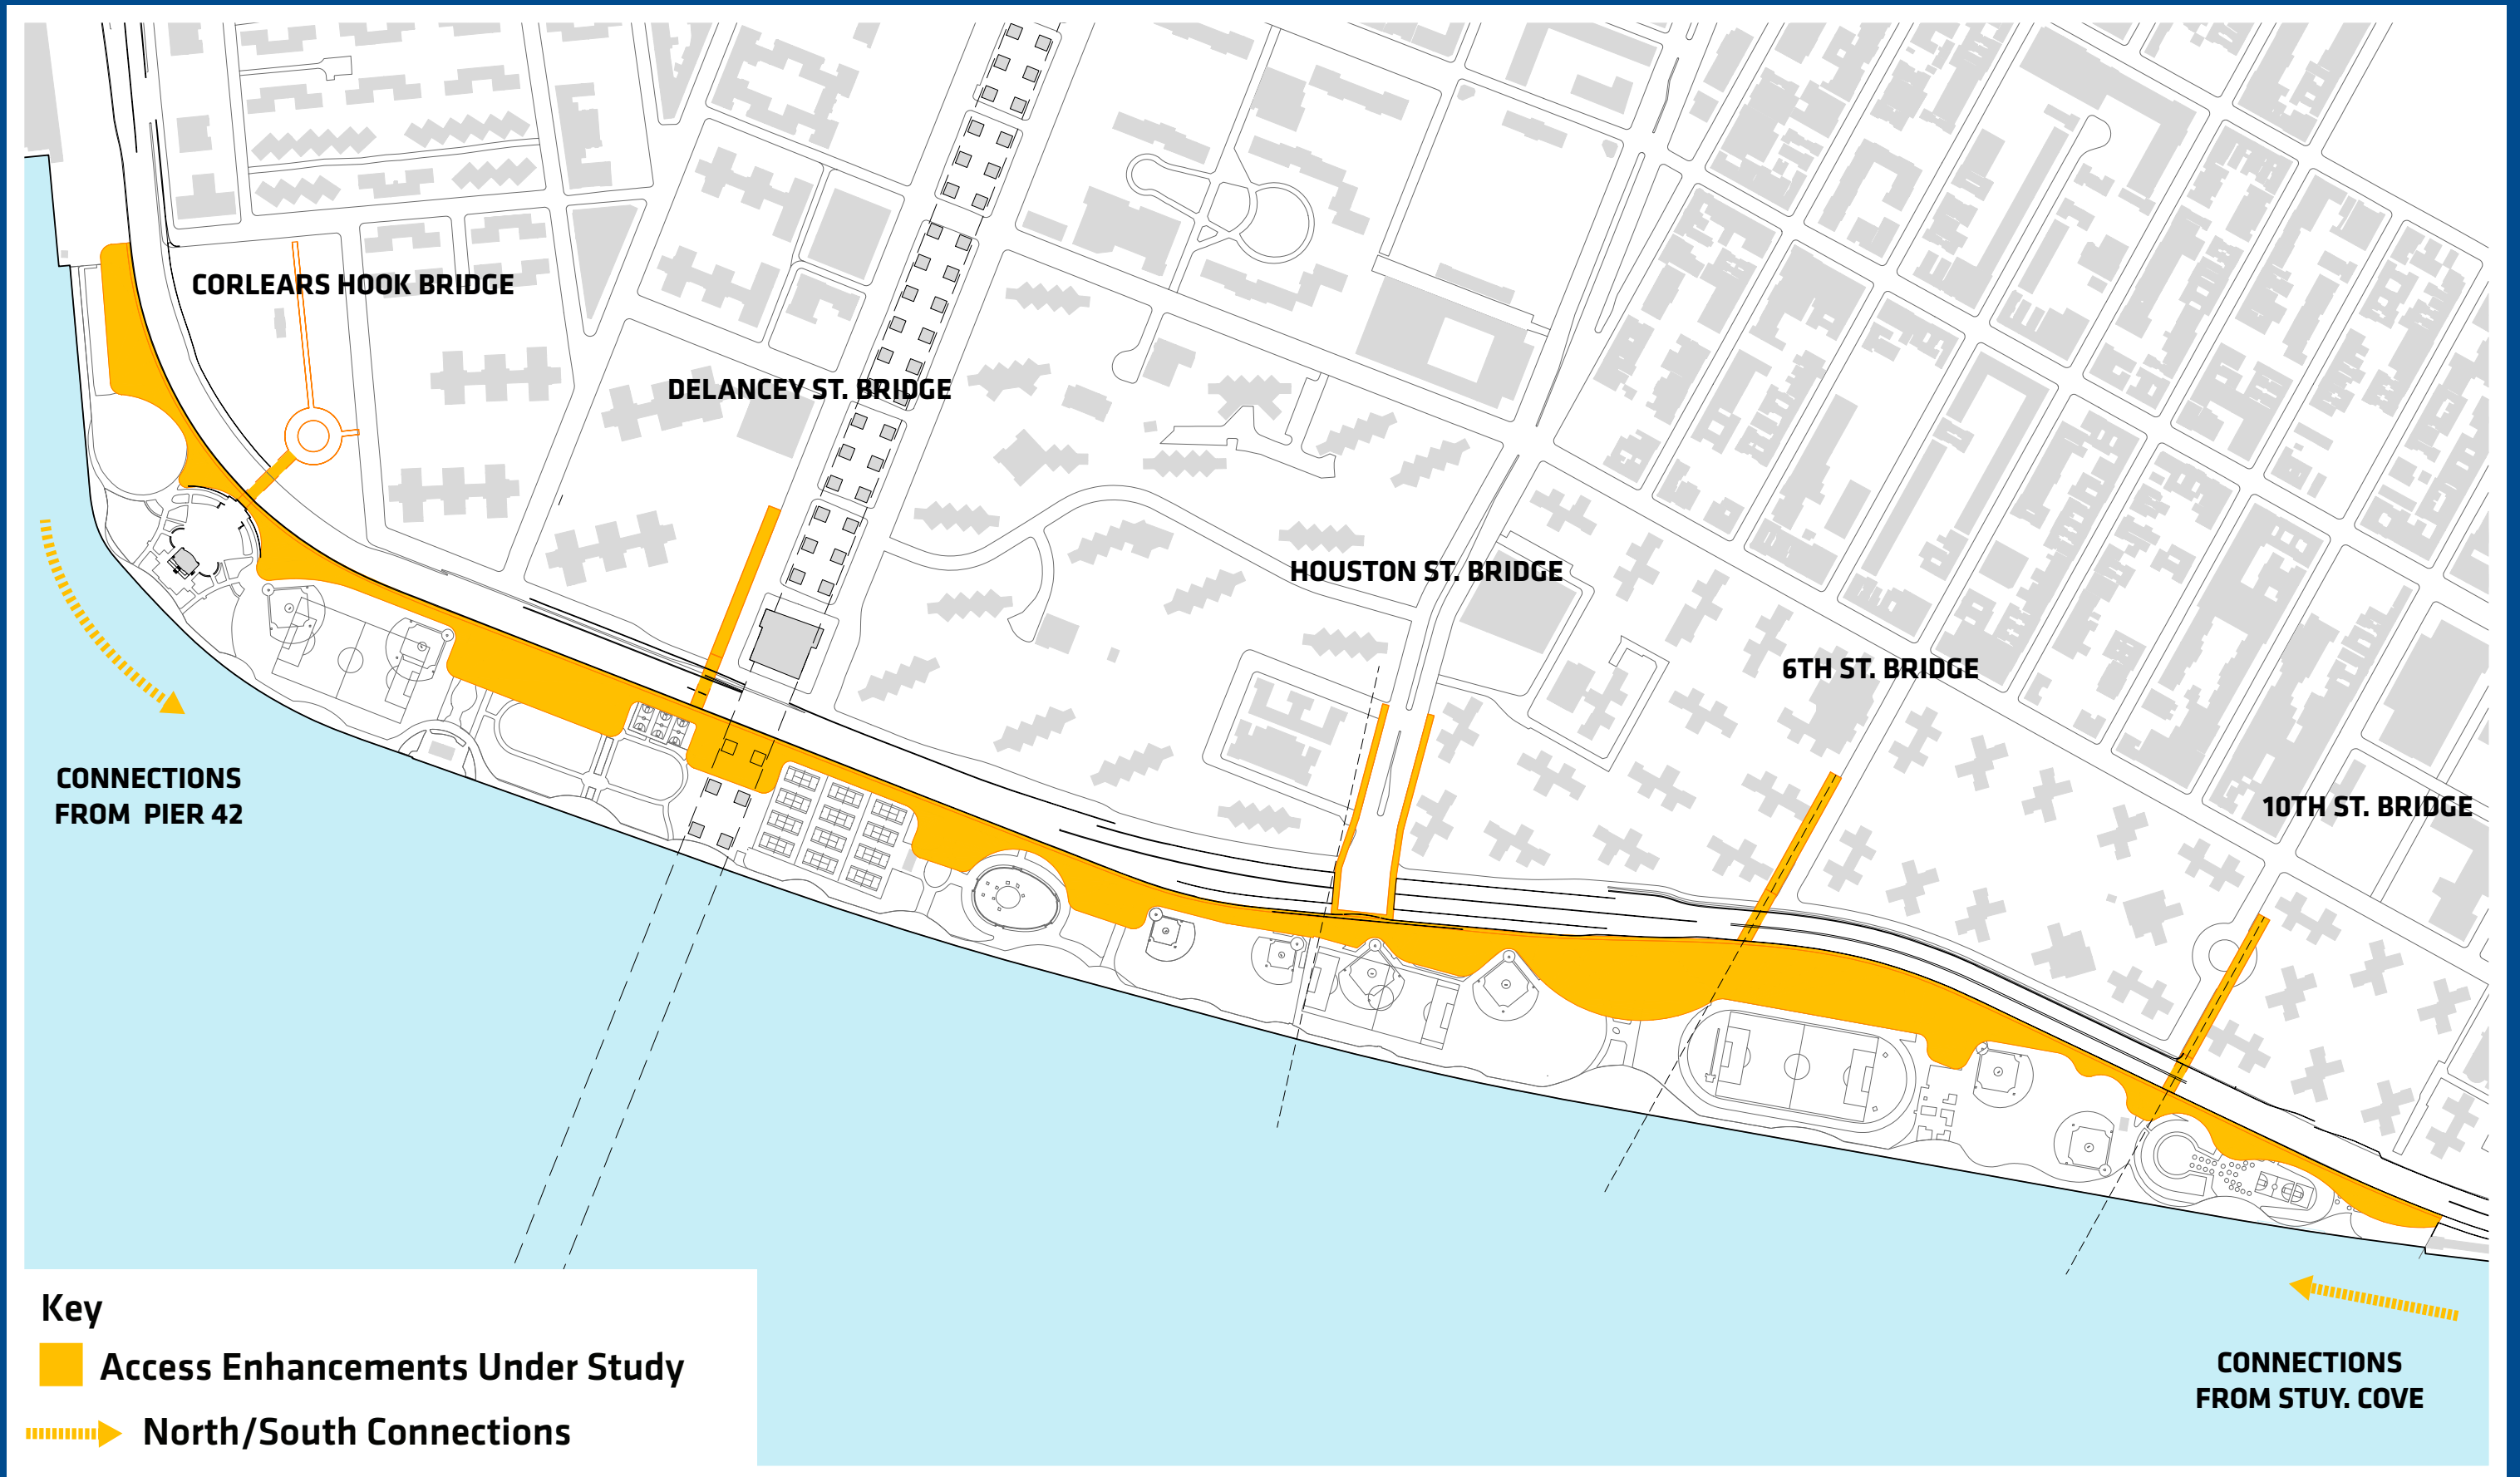 CORLEARS HOOK BRIDGE
DELANCEY ST. BRIDGE
HOUSTON ST. BRIDGE
6TH ST. BRIDGE
10TH ST. BRIDGE
CONNECTIONS
FROM PIER 42
CONNECTIONS
FROM STUY. COVE
Key
Access Enhancements Under Study
North/South Connections